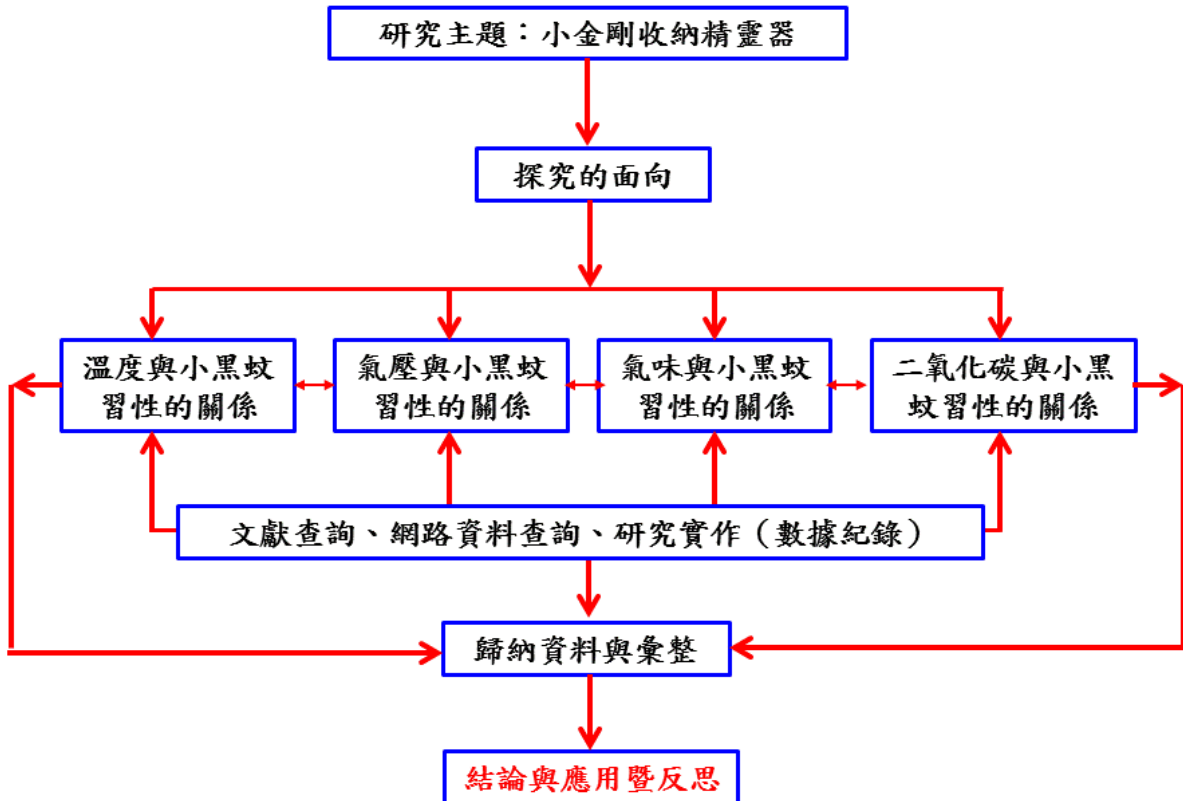 研究主題：小金剛收納精靈器
探究的面向
溫度與小黑蚊
習性的關係
氣壓與小黑蚊
習性的關係
氣味與小黑蚊
習性的關係
二氧化碳與小黑
蚊習性的關係
文獻查詢、網路資料查詢、研究實作（數據紀錄）
歸納資料與彙整
結論與應用暨反思